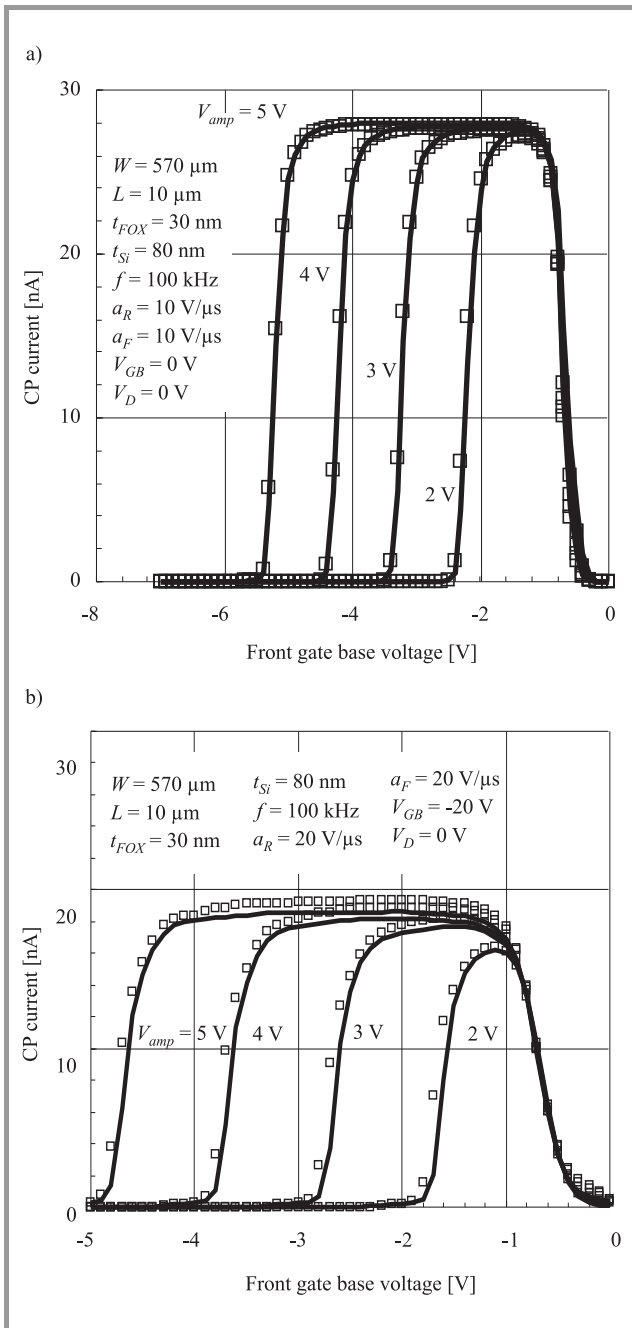 a)
30
V_amp = 5 V
W = 570 µm
L = 10 µm
t_FOX = 30 nm
t_Si = 80 nm
f = 100 kHz
a_R = 10 V/µs
a_F = 10 V/µs
V_GB = 0 V
V_D = 0 V
4 V
3 V
2 V
20
10
0
CP current [nA]
-8
-6
-4
-2
0
Front gate base voltage [V]
b)
30
W = 570 µm
L = 10 µm
t_FOX = 30 nm
t_Si = 80 nm
f = 100 kHz
a_R = 20 V/µs
a_F = 20 V/µs
V_GB = -20 V
V_D = 0 V
20
V_amp = 5 V
4 V
3 V
2 V
10
0
CP current [nA]
-5
-4
-3
-2
-1
0
Front gate base voltage [V]